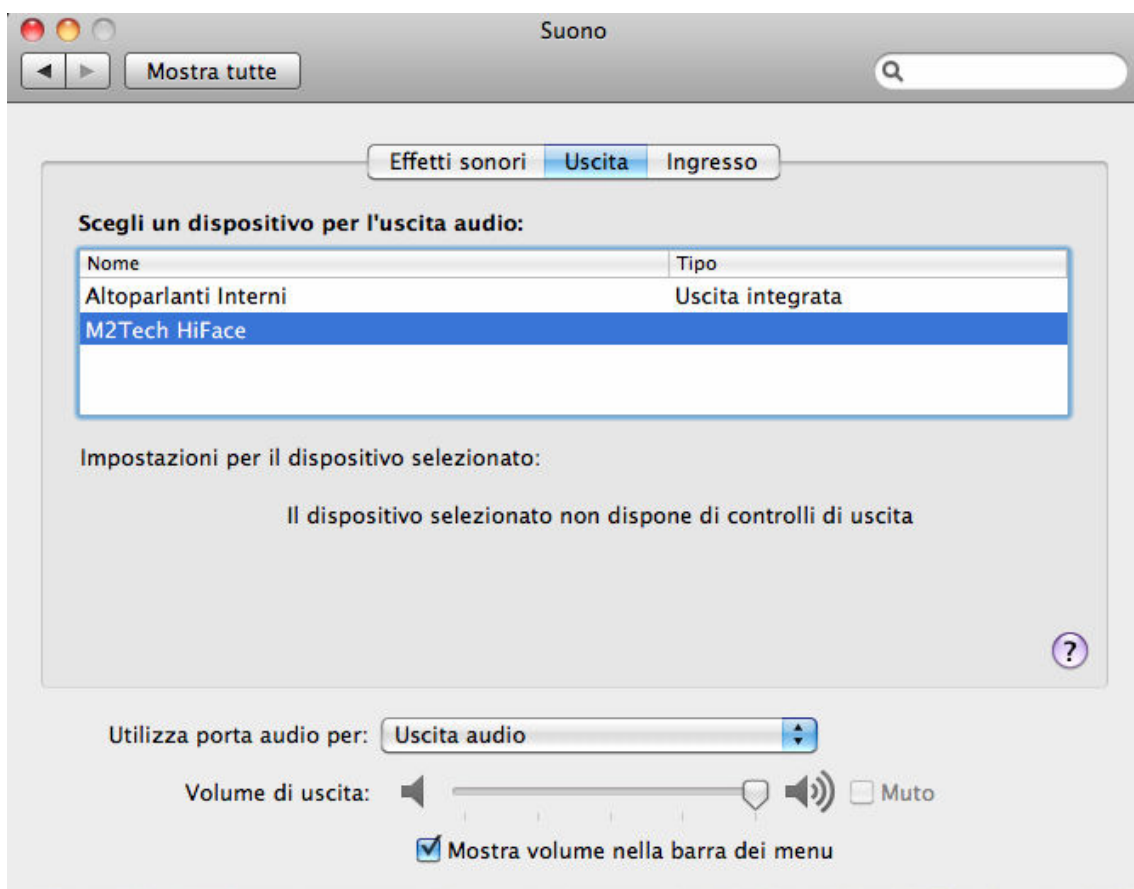 Suono
Mostra tutte
Effetti sonori Uscita Ingresso
Scegli un dispositivo per l'uscita audio:
Nome Tipo
Altoparlanti Interni Uscita integrata
M2Tech HiFace
Impostazioni per il dispositivo selezionato:
Il dispositivo selezionato non dispone di controlli di uscita
?
Utilizza porta audio per: Uscita audio
Volume di uscita: Muto
Mostra volume nella barra dei menu